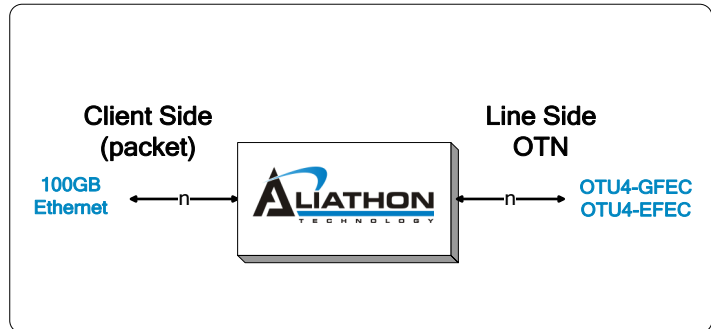 Client Side
(packet)
Line Side
OTN
100GB
Ethernet
n
ALIATHON
TECHNOLOGY
n
OTU4-GFEC
OTU4-EFEC